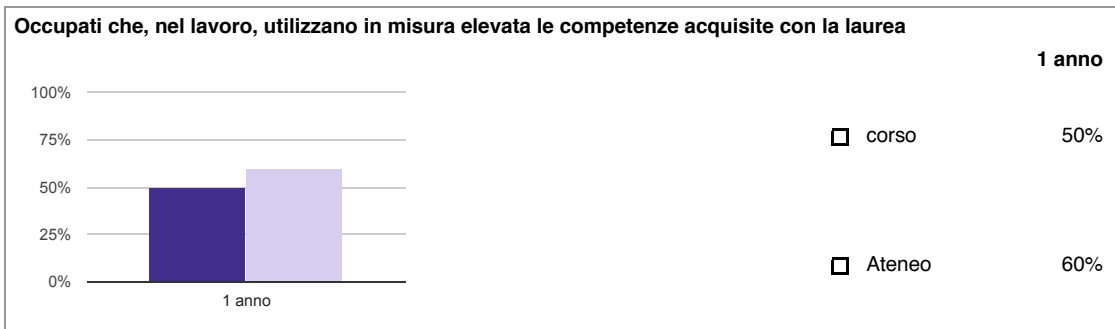 Occupati che, nel lavoro, utilizzano in misura elevata le competenze acquisite con la laurea
1 anno
100%
75%
50%
25%
0%
1 anno
corso 50%
Ateneo 60%